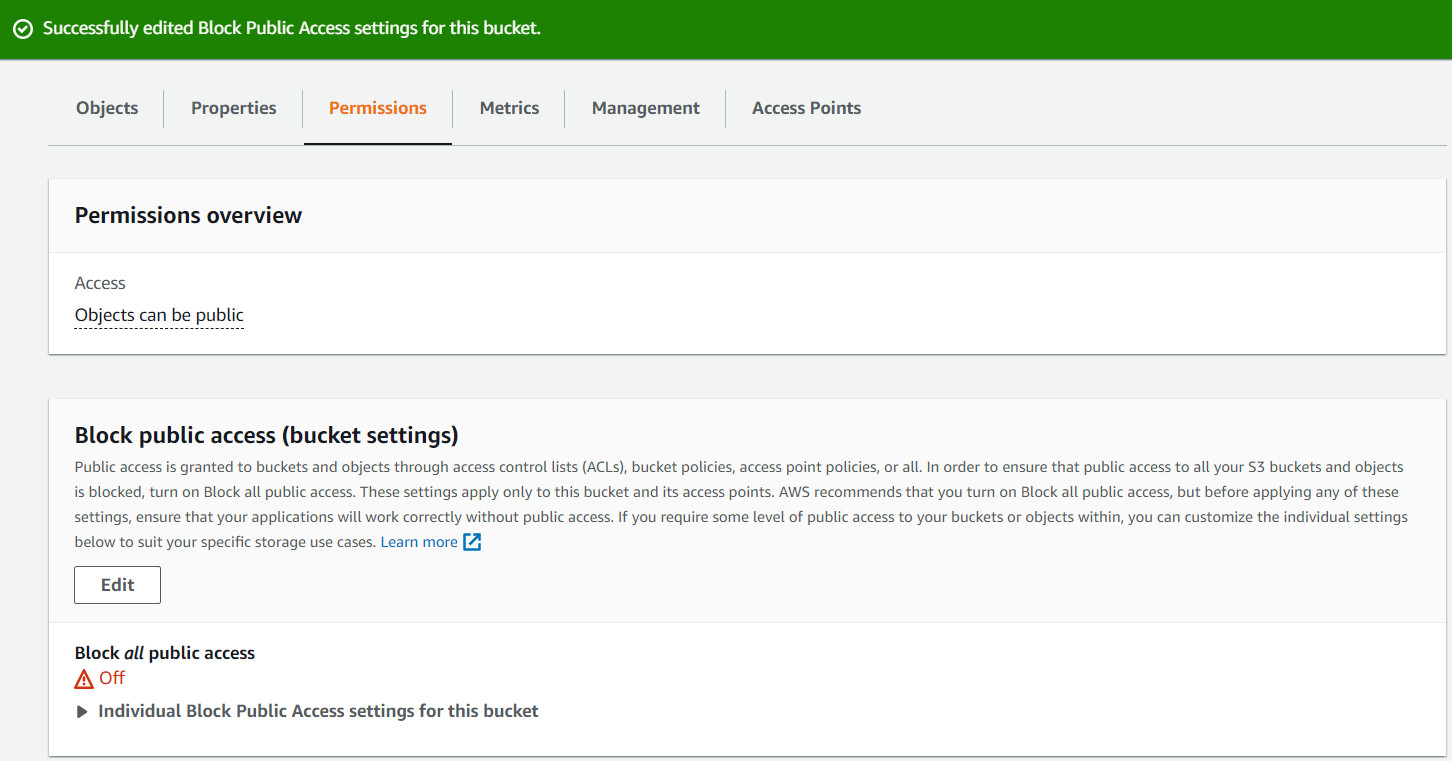 Successfully edited Block Public Access settings for this bucket.
Objects
Properties
Permissions
Metrics
Management
Access Points
Permissions overview
Access
Objects can be public
Block public access (bucket settings)
Public access is granted to buckets and objects through access control lists (ACLs), bucket policies, access point policies, or all. In order to ensure that public access to all your S3 buckets and objects
is blocked, turn on Block all public access. These settings apply only to this bucket and its access points. AWS recommends that you turn on Block all public access, but before applying any of these
settings, ensure that your applications will work correctly without public access. If you require some level of public access to your buckets or objects within, you can customize the individual settings
below to suit your specific storage use cases. Learn more
Edit
Block all public access
Off
Individual Block Public Access settings for this bucket